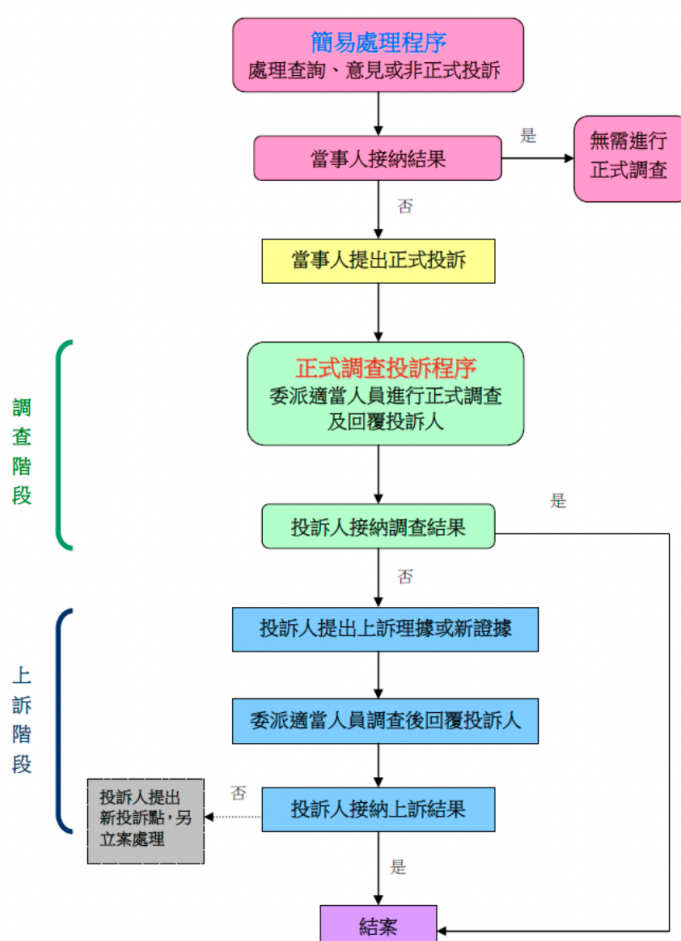 簡易處理程序
處理查詢、意見或非正式投訴
當事人接納結果
是
無需進行
正式調查
否
當事人提出正式投訴
調查階段
正式調查投訴程序
委派適當人員進行正式調查
及回覆投訴人
投訴人接納調查結果
是
否
上訴階段
投訴人提出上訴理據或新證據
委派適當人員調查後回覆投訴人
投訴人接納上訴結果
否
投訴人提出
新投訴點，另
立案處理
是
結案